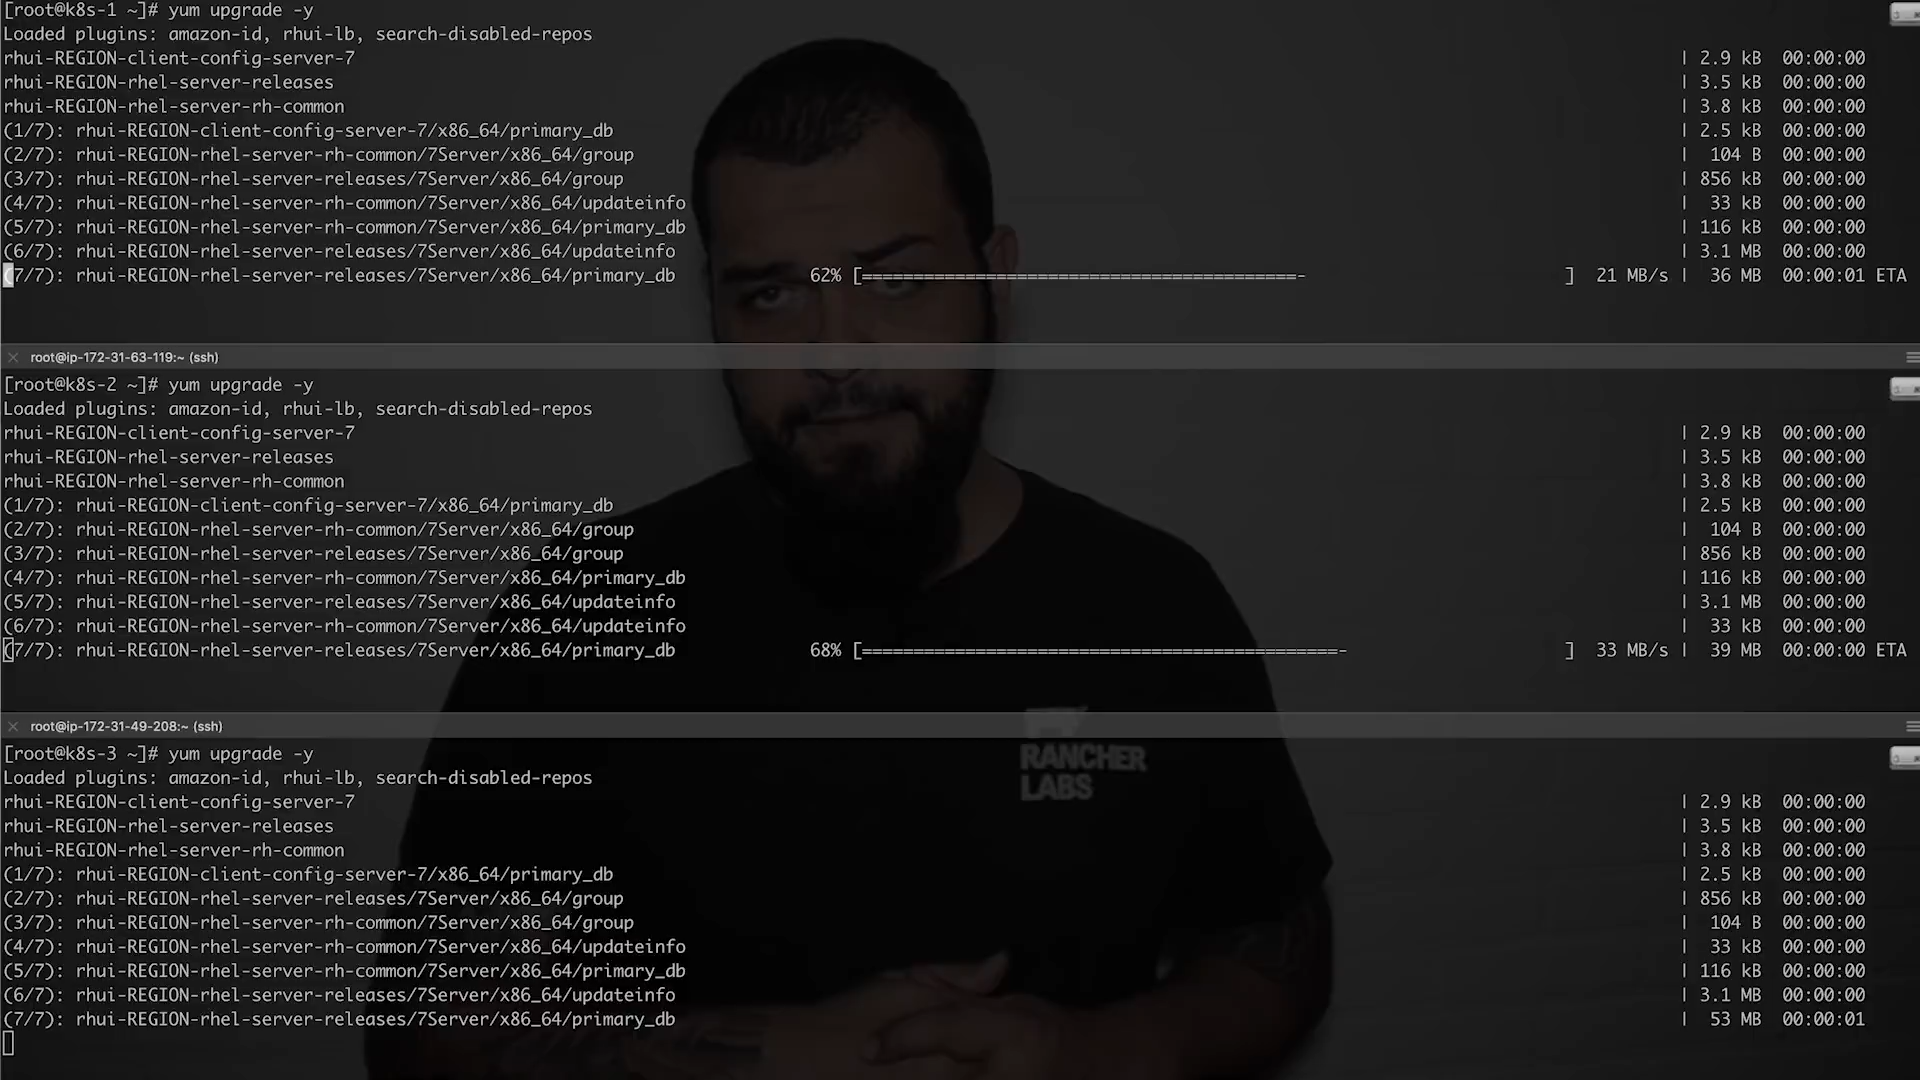 [root@k8s-1 ~]# yum upgrade -y
Loaded plugins: amazon-id, rhui-lb, search-disabled-repos
rhui-REGION-client-config-server-7 | 2.9 kB 00:00:00
rhui-REGION-rhel-server-releases | 3.5 kB 00:00:00
rhui-REGION-rhel-server-rh-common | 3.8 kB 00:00:00
(1/7): rhui-REGION-client-config-server-7/x86_64/primary_db | 2.5 kB 00:00:00
(2/7): rhui-REGION-rhel-server-rh-common/7Server/x86_64/group | 104 B 00:00:00
(3/7): rhui-REGION-rhel-server-releases/7Server/x86_64/group | 856 kB 00:00:00
(4/7): rhui-REGION-rhel-server-rh-common/7Server/x86_64/updateinfo | 33 kB 00:00:00
(5/7): rhui-REGION-rhel-server-rh-common/7Server/x86_64/primary_db | 116 kB 00:00:00
(6/7): rhui-REGION-rhel-server-releases/7Server/x86_64/updateinfo | 3.1 MB 00:00:00
(7/7): rhui-REGION-rhel-server-releases/7Server/x86_64/primary_db 62% [==========================================- ] 21 MB/s | 36 MB 00:00:01 ETA
root@ip-172-31-63-119:~ (ssh)
[root@k8s-2 ~]# yum upgrade -y
Loaded plugins: amazon-id, rhui-lb, search-disabled-repos
rhui-REGION-client-config-server-7 | 2.9 kB 00:00:00
rhui-REGION-rhel-server-releases | 3.5 kB 00:00:00
rhui-REGION-rhel-server-rh-common | 3.8 kB 00:00:00
(1/7): rhui-REGION-client-config-server-7/x86_64/primary_db | 2.5 kB 00:00:00
(2/7): rhui-REGION-rhel-server-rh-common/7Server/x86_64/group | 104 B 00:00:00
(3/7): rhui-REGION-rhel-server-releases/7Server/x86_64/group | 856 kB 00:00:00
(4/7): rhui-REGION-rhel-server-rh-common/7Server/x86_64/primary_db | 116 kB 00:00:00
(5/7): rhui-REGION-rhel-server-releases/7Server/x86_64/updateinfo | 3.1 MB 00:00:00
(6/7): rhui-REGION-rhel-server-rh-common/7Server/x86_64/updateinfo | 33 kB 00:00:00
(7/7): rhui-REGION-rhel-server-releases/7Server/x86_64/primary_db 68% [==============================================- ] 33 MB/s | 39 MB 00:00:00 ETA
root@ip-172-31-49-208:~ (ssh)
[root@k8s-3 ~]# yum upgrade -y
Loaded plugins: amazon-id, rhui-lb, search-disabled-repos
rhui-REGION-client-config-server-7 | 2.9 kB 00:00:00
rhui-REGION-rhel-server-releases | 3.5 kB 00:00:00
rhui-REGION-rhel-server-rh-common | 3.8 kB 00:00:00
(1/7): rhui-REGION-client-config-server-7/x86_64/primary_db | 2.5 kB 00:00:00
(2/7): rhui-REGION-rhel-server-releases/7Server/x86_64/group | 856 kB 00:00:00
(3/7): rhui-REGION-rhel-server-rh-common/7Server/x86_64/group | 104 B 00:00:00
(4/7): rhui-REGION-rhel-server-rh-common/7Server/x86_64/updateinfo | 33 kB 00:00:00
(5/7): rhui-REGION-rhel-server-rh-common/7Server/x86_64/primary_db | 116 kB 00:00:00
(6/7): rhui-REGION-rhel-server-releases/7Server/x86_64/updateinfo | 3.1 MB 00:00:00
(7/7): rhui-REGION-rhel-server-releases/7Server/x86_64/primary_db | 53 MB 00:00:01
RANCHER
LABS